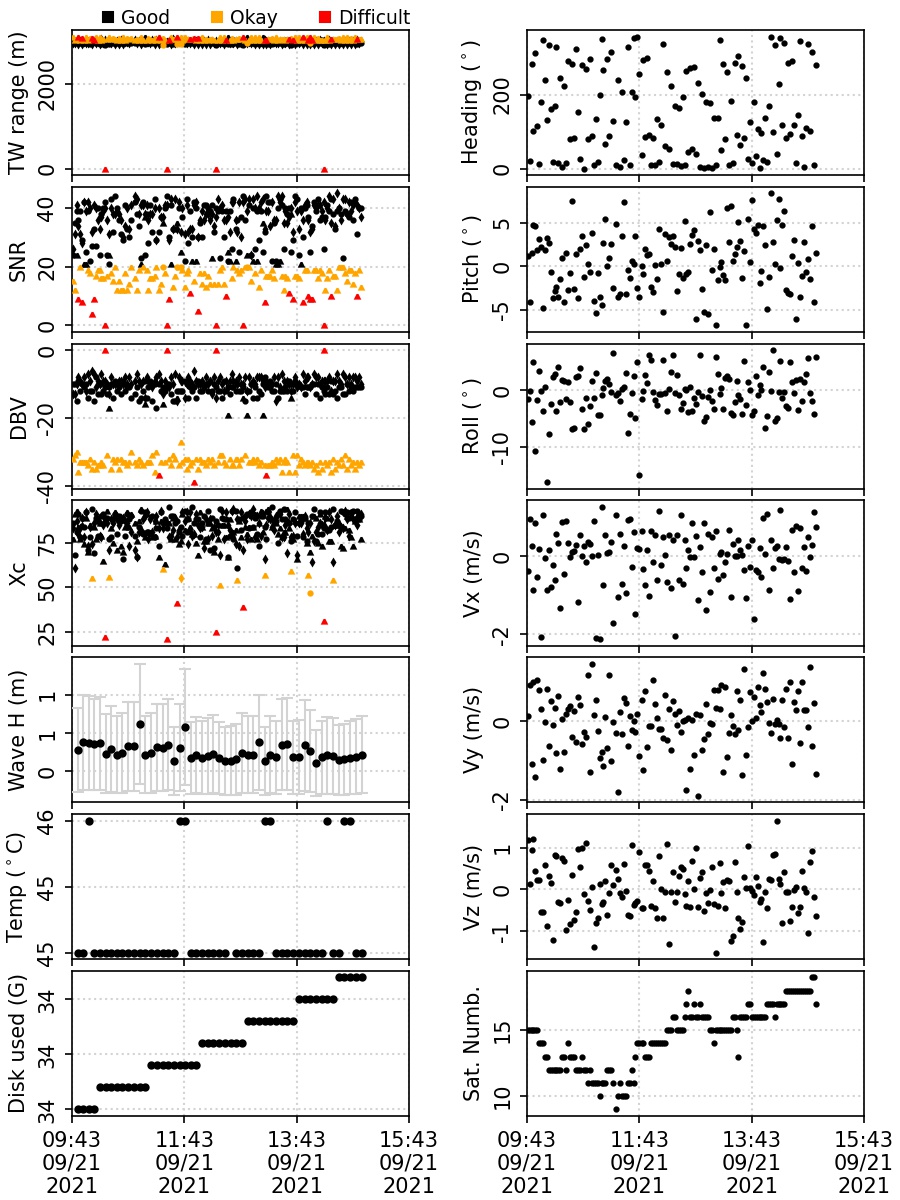 Good Okay Difficult
TW range (m)
2000
0
Heading (°)
200
0
SNR
40
20
0
Pitch (°)
5
0
-5
DBV
0
-20
-40
Roll (°)
0
-10
Xc
75
50
25
Vx (m/s)
0
-2
Wave H (m)
1
1
0
Vy (m/s)
0
-2
Temp (°C)
46
45
45
Vz (m/s)
1
0
-1
Disk used (G)
34
34
34
Sat. Numb.
15
10
09:43 11:43 13:43 15:43 09:43 11:43 13:43 15:43
09/21 09/21 09/21 09/21 09/21 09/21 09/21 09/21
2021 2021 2021 2021 2021 2021 2021 2021